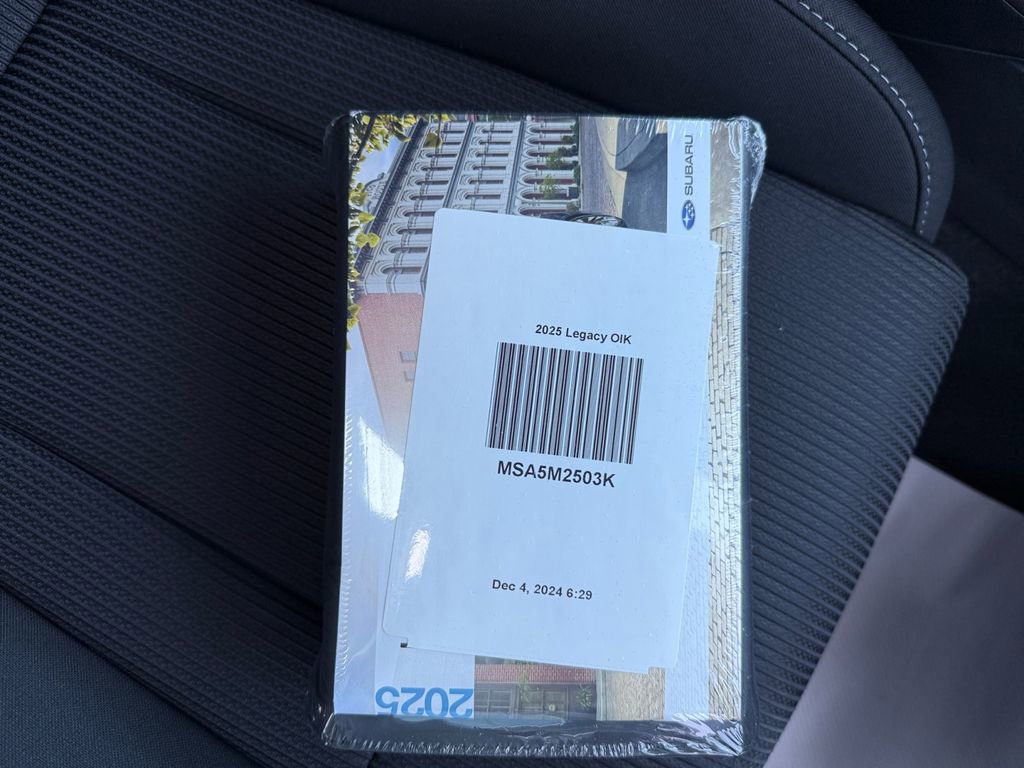 SUBARU
2025 Legacy OIK
MSA5M2503K
Dec 4, 2024 6:29
2025